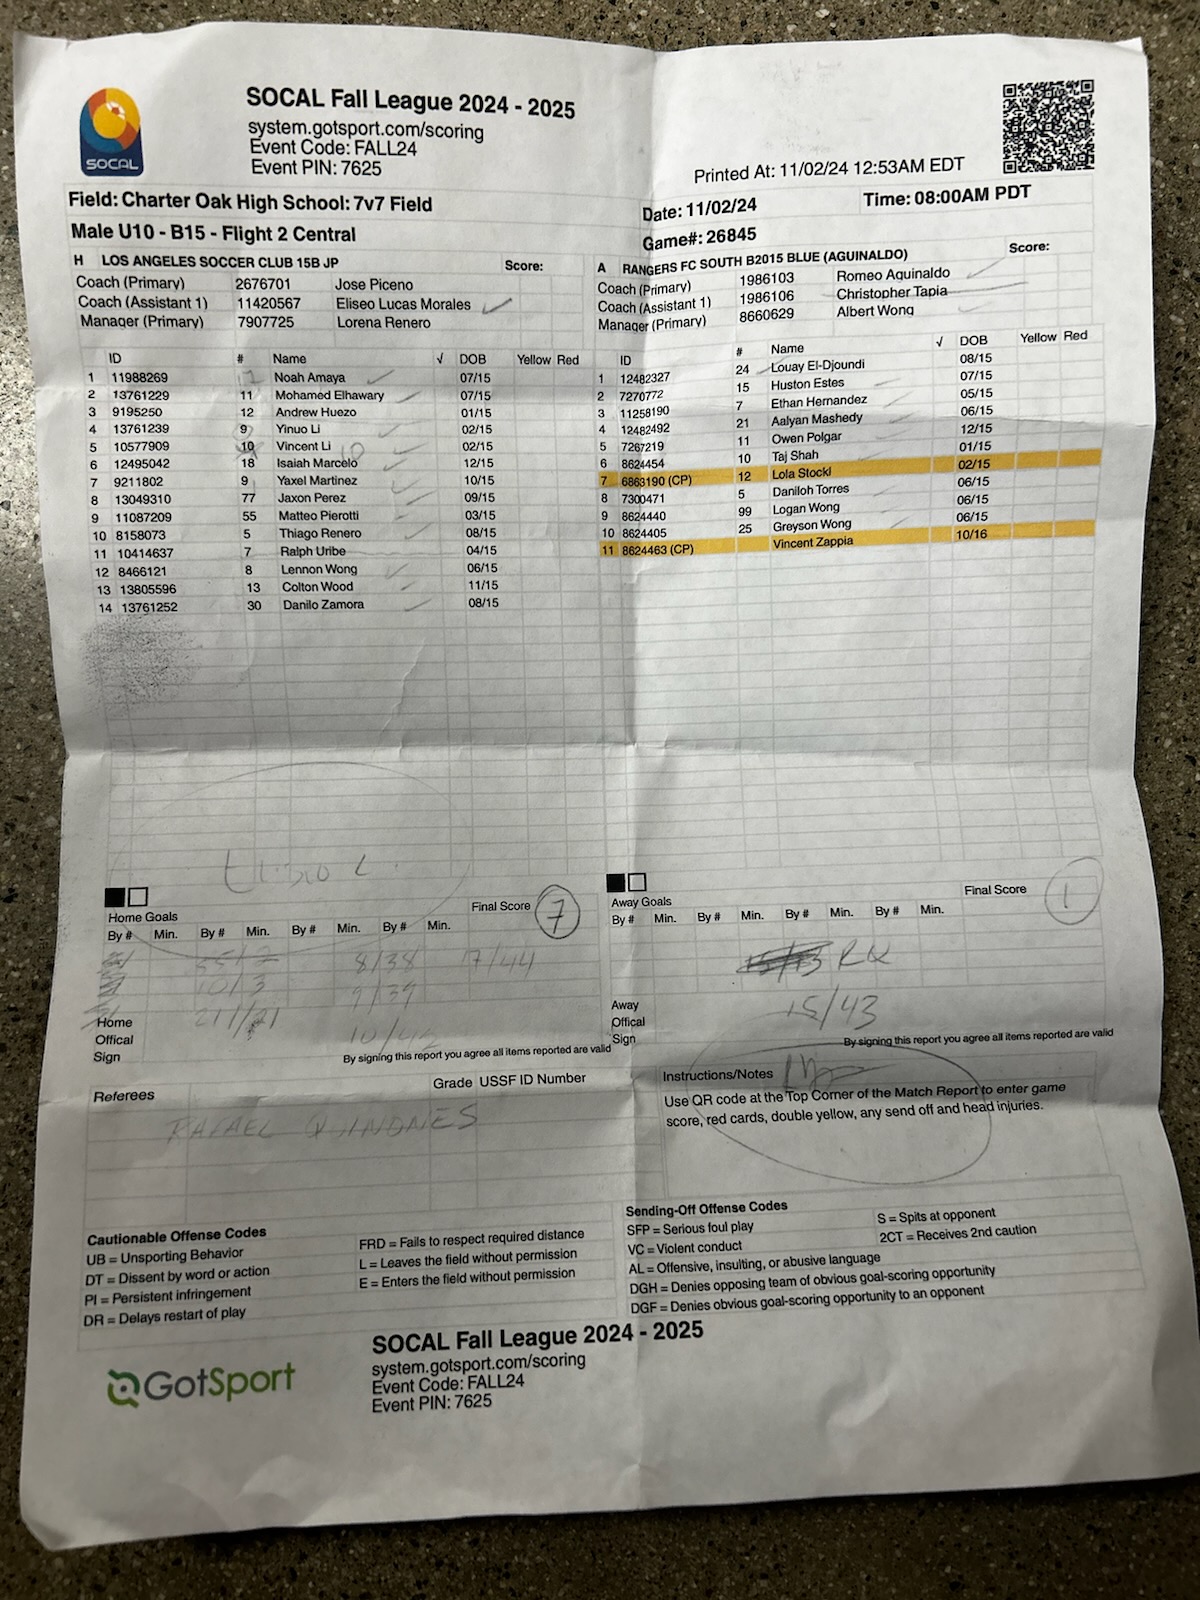 SOCAL
SOCAL Fall League 2024 - 2025
system.gotsport.com/scoring
Event Code: FALL24
Event PIN: 7625
Printed At: 11/02/24 12:53AM EDT
Field: Charter Oak High School: 7v7 Field
Date: 11/02/24 Time: 08:00AM PDT
Male U10 - B15 - Flight 2 Central
Game#: 26845
H LOS ANGELES SOCCER CLUB 15B JP Score:
Coach (Primary) 2676701 Jose Piceno
Coach (Assistant 1) 11420567 Eliseo Lucas Morales
Manager (Primary) 7907725 Lorena Renero
ID # Name √ DOB Yellow Red
1 11988269 Noah Amaya 07/15
2 13761229 11 Mohamed Elhawary 07/15
3 9195250 12 Andrew Huezo 01/15
4 13761239 9 Yinuo Li 02/15
5 10577909 10 Vincent Li 02/15
6 12495042 18 Isaiah Marcelo 12/15
7 9211802 9 Yaxel Martinez 10/15
8 13049310 77 Jaxon Perez 09/15
9 11087209 55 Matteo Pierotti 03/15
10 8158073 5 Thiago Renero 08/15
11 10414637 7 Ralph Uribe 04/15
12 8466121 8 Lennon Wong 06/15
13 13805596 13 Colton Wood 11/15
14 13761252 30 Danilo Zamora 08/15
A RANGERS FC SOUTH B2015 BLUE (AGUINALDO) Score:
Coach (Primary) 1986103 Romeo Aguinaldo
Coach (Assistant 1) 1986106 Christopher Tapia
Manager (Primary) 8660629 Albert Wong
ID # Name √ DOB Yellow Red
1 12482327 24 Louay El-Djoundi 08/15
2 7270772 15 Huston Estes 07/15
3 11258190 7 Ethan Hernandez 05/15
4 12482492 21 Aalyan Mashedy 06/15
5 7267219 11 Owen Polgar 12/15
6 8624454 10 Taj Shah 01/15
7 6863190 (CP) 12 Lola Stockl 02/15
8 7300471 5 Daniloh Torres 06/15
9 8624440 99 Logan Wong 06/15
10 8624405 25 Greyson Wong 06/15
11 8624463 (CP) Vincent Zappia 10/16
Home Goals Final Score 7
By # Min. By # Min. By # Min. By # Min.
8/38 17/44
10/3 9/39
Home
Offical
Sign
By signing this report you agree all items reported are valid
Away Goals Final Score 1
By # Min. By # Min. By # Min. By # Min.
RQ
15/43
Away
Offical
Sign
By signing this report you agree all items reported are valid
Referees Grade USSF ID Number
RAFAEL QUINONES
Instructions/Notes
Use QR code at the Top Corner of the Match Report to enter game
score, red cards, double yellow, any send off and head injuries.
Cautionable Offense Codes
UB = Unsporting Behavior
DT = Dissent by word or action
PI = Persistent infringement
DR = Delays restart of play
FRD = Fails to respect required distance
L = Leaves the field without permission
E = Enters the field without permission
Sending-Off Offense Codes
SFP = Serious foul play
VC = Violent conduct
AL = Offensive, insulting, or abusive language
DGH = Denies opposing team of obvious goal-scoring opportunity
DGF = Denies obvious goal-scoring opportunity to an opponent
S = Spits at opponent
2CT = Receives 2nd caution
GotSport
SOCAL Fall League 2024 - 2025
system.gotsport.com/scoring
Event Code: FALL24
Event PIN: 7625